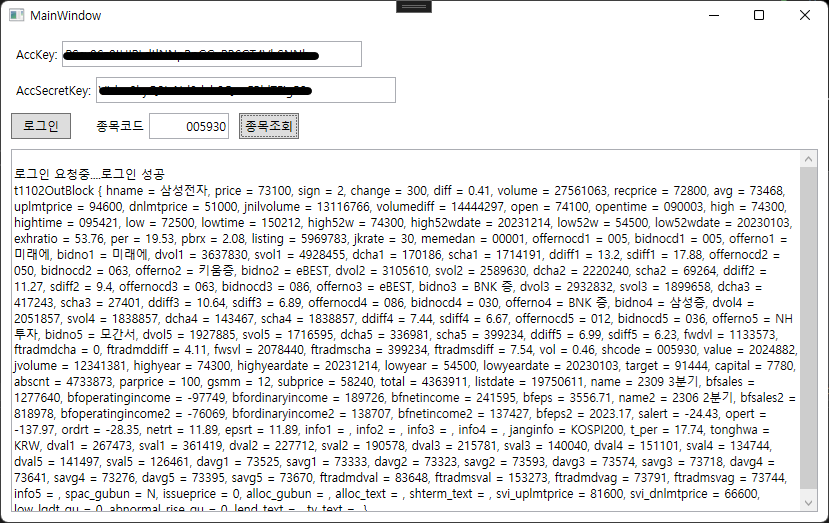 MainWindow
AccKey:
AccSecretKey:
로그인 종목코드 005930 종목조회
로그인 요청중....로그인 성공
t1102OutBlock { hname = 삼성전자, price = 73100, sign = 2, change = 300, diff = 0.41, volume = 27561063, recprice = 72800, avg = 73468,
uplmtprice = 94600, dnlmtprice = 51000, jnilvolume = 13116766, volumediff = 14444297, open = 74100, opentime = 090003, high = 74300,
hightime = 095421, low = 72500, lowtime = 150212, high52w = 74300, high52wdate = 20231214, low52w = 54500, low52wdate = 20230103,
exhratio = 53.76, per = 19.53, pbrx = 2.08, listing = 5969783, jkrate = 30, memedan = 00001, offernocd1 = 005, bidnocd1 = 005, offerno1 =
미래에, bidno1 = 미래에, dvol1 = 3637830, svol1 = 4928455, dcha1 = 170186, scha1 = 1714191, ddiff1 = 13.2, sdiff1 = 17.88, offernocd2 =
050, bidnocd2 = 063, offerno2 = 키움증, bidno2 = eBEST, dvol2 = 3105610, svol2 = 2589630, dcha2 = 2220240, scha2 = 69264, ddiff2 =
11.27, sdiff2 = 9.4, offernocd3 = 063, bidnocd3 = 086, offerno3 = eBEST, bidno3 = BNK 증, dvol3 = 2932832, svol3 = 1899658, dcha3 =
417243, scha3 = 27401, ddiff3 = 10.64, sdiff3 = 6.89, offernocd4 = 086, bidnocd4 = 030, offerno4 = BNK 증, bidno4 = 삼성증, dvol4 =
2051857, svol4 = 1838857, dcha4 = 143467, scha4 = 1838857, ddiff4 = 7.44, sdiff4 = 6.67, offernocd5 = 012, bidnocd5 = 036, offerno5 = NH
투자, bidno5 = 모간서, dvol5 = 1927885, svol5 = 1716595, dcha5 = 336981, scha5 = 399234, ddiff5 = 6.99, sdiff5 = 6.23, fwdvl = 1133573,
ftradmdcha = 0, ftradmddiff = 4.11, fwsvl = 2078440, ftradmscha = 399234, ftradmsdiff = 7.54, vol = 0.46, shcode = 005930, value = 2024882,
jvolume = 12341381, highyear = 74300, highyeardate = 20231214, lowyear = 54500, lowyeardate = 20230103, target = 91444, capital = 7780,
abscnt = 4733873, parprice = 100, gsmm = 12, subprice = 58240, total = 4363911, listdate = 19750611, name = 2309 3분기, bfsales =
1277640, bfoperatingincome = -97749, bfordinaryincome = 189726, bfnetincome = 241595, bfeps = 3556.71, name2 = 2306 2분기, bfsales2 =
818978, bfoperatingincome2 = -76069, bfordinaryincome2 = 138707, bfnetincome2 = 137427, bfeps2 = 2023.17, salert = -24.43, opert =
-137.97, ordrt = -28.35, netrt = 11.89, epsrt = 11.89, info1 = , info2 = , info3 = , info4 = , janginfo = KOSPI200, t_per = 17.74, tonghwa =
KRW, dval1 = 267473, sval1 = 361419, dval2 = 227712, sval2 = 190578, dval3 = 215781, sval3 = 140040, dval4 = 151101, sval4 = 134744,
dval5 = 141497, sval5 = 126461, davg1 = 73525, savg1 = 73333, davg2 = 73323, savg2 = 73593, davg3 = 73574, savg3 = 73718, davg4 =
73641, savg4 = 73276, davg5 = 73395, savg5 = 73670, ftradmdval = 83648, ftradmsval = 153273, ftradmdvag = 73791, ftradmsvag = 73744,
info5 = , spac_gubun = N, issueprice = 0, alloc_gubun = , alloc_text = , shterm_text = , svi_uplmtprice = 81600, svi_dnlmtprice = 66600,
low_lqdt_gu = 0, abnormal_rise_gu = 0, lend_text = , ty_text = , }